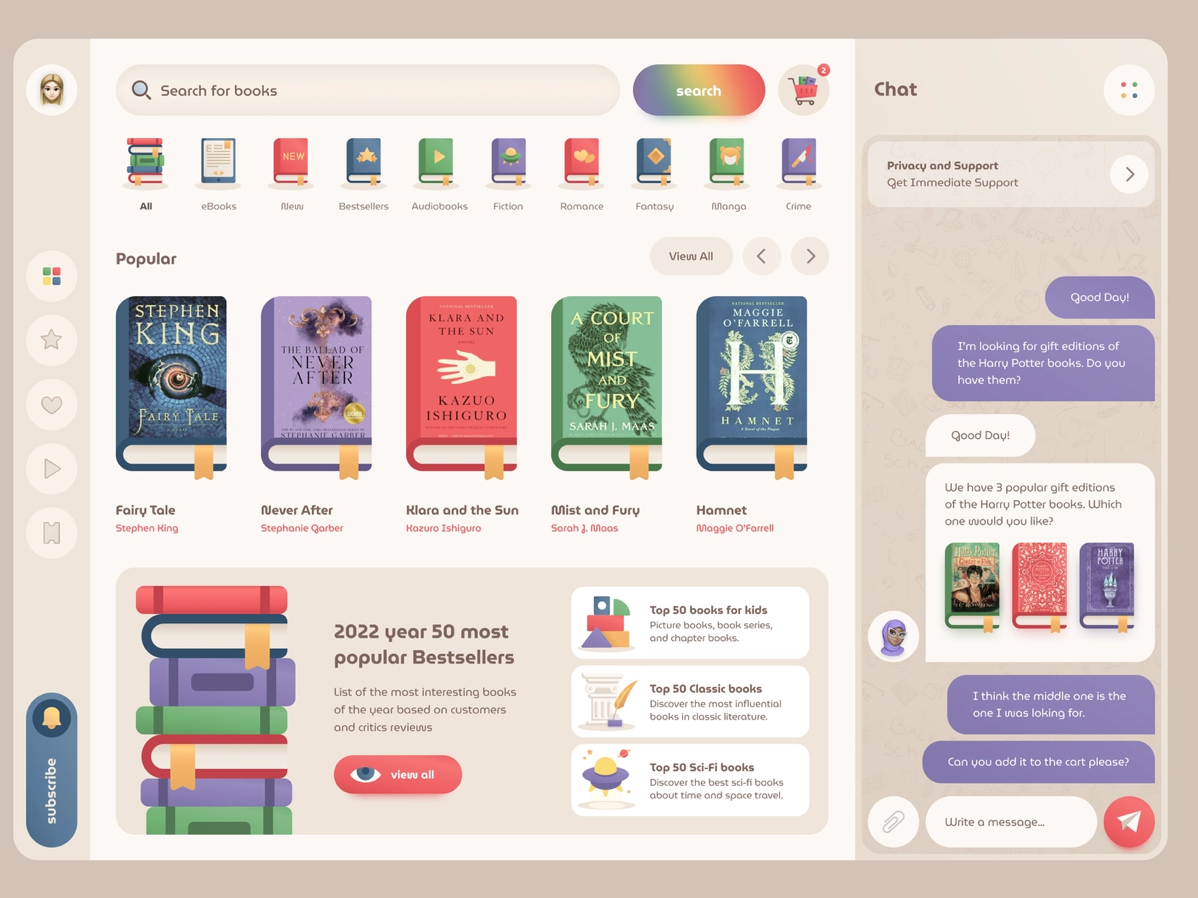 Search for books
search
2
NEW
All
eBooks
New
Bestsellers
Audiobooks
Fiction
Romance
Fantasy
Manga
Crime
Popular
View All
STEPHEN
KING
FAIRY TALE
THE BALLAD OF
NEVER
AFTER
STEPHANIE GARBER
NATIONAL BESTSELLER
KLARA AND
THE SUN
A NOVEL
KAZUO
ISHIGURO
A COURT
OF
MIST
AND
FURY
SARAH J. MAAS
NATIONAL BESTSELLER
MAGGIE
O'FARRELL
H
HAMNET
A Novel of the Plague
Fairy Tale
Stephen King
Never After
Stephanie Garber
Klara and the Sun
Kazuro Ishiguro
Mist and Fury
Sarah J. Maas
Hamnet
Maggie O'Farrell
2022 year 50 most
popular Bestsellers
List of the most interesting books
of the year based on customers
and critics reviews
view all
Top 50 books for kids
Picture books, book series,
and chapter books.
Top 50 Classic books
Discover the most influential
books in classic literature.
Top 50 Sci-Fi books
Discover the best sci-fi books
about time and space travel.
subscribe
Chat
Privacy and Support
Get Immediate Support
Good Day!
I'm looking for gift editions of
the Harry Potter books. Do you
have them?
Good Day!
We have 3 popular gift editions
of the Harry Potter books. Which
one would you like?
Harry Potter
HARRY
POTTER
I think the middle one is the
one I was loking for.
Can you add it to the cart please?
Write a message...